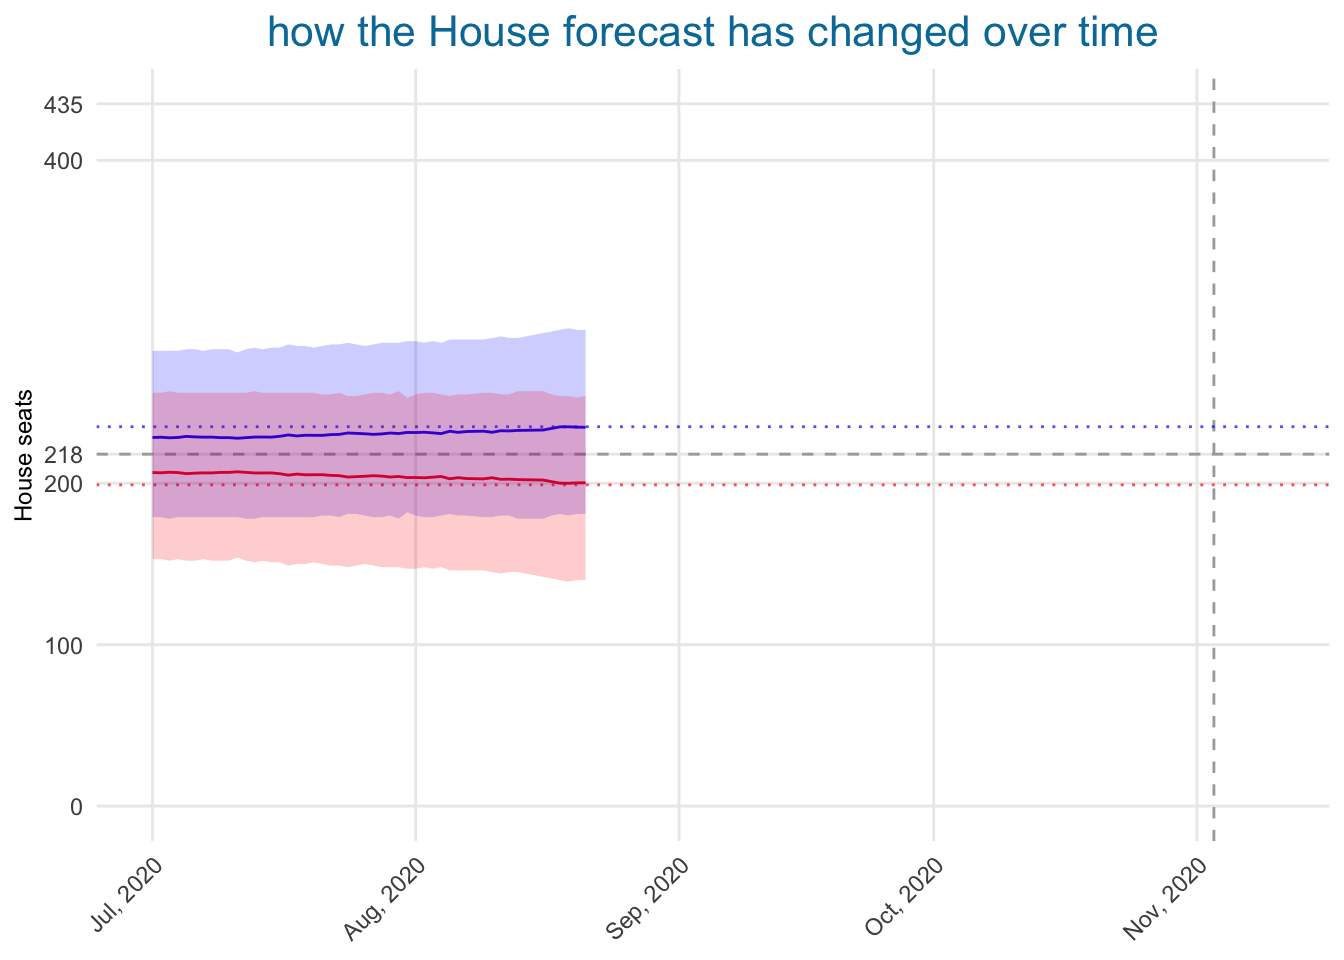 how the House forecast has changed over time
435
400
218
200
100
0
House seats
Jul, 2020
Aug, 2020
Sep, 2020
Oct, 2020
Nov, 2020